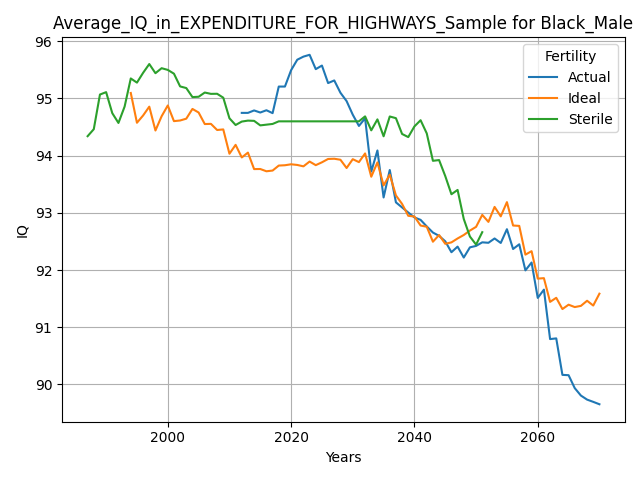 Average_IQ_in_EXPENDITURE_FOR_HIGHWAYS_Sample for Black_Male
Fertility
Actual
Ideal
Sterile
IQ
96
95
94
93
92
91
90
2000
2020
2040
2060
Years